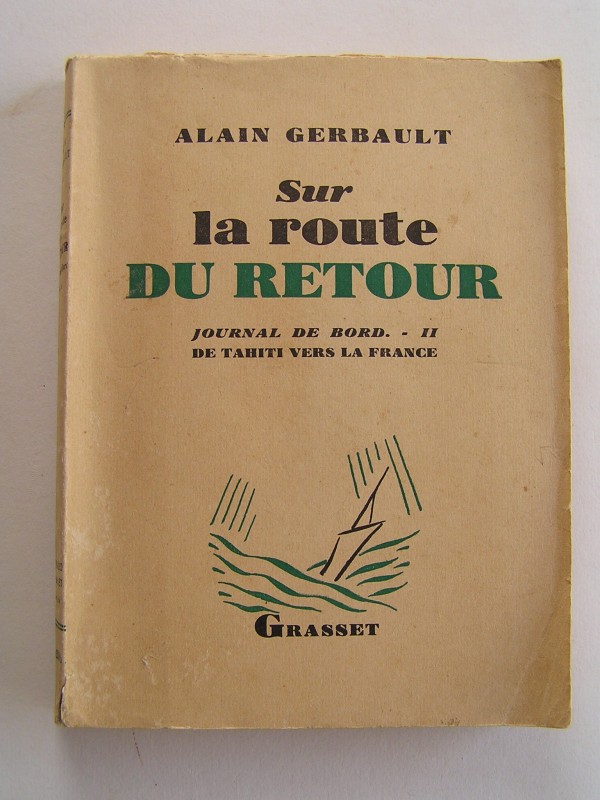 ALAIN GERBAULT
Sur
la route
DU RETOUR
JOURNAL DE BORD. - II
DE TAHITI VERS LA FRANCE
GRASSET